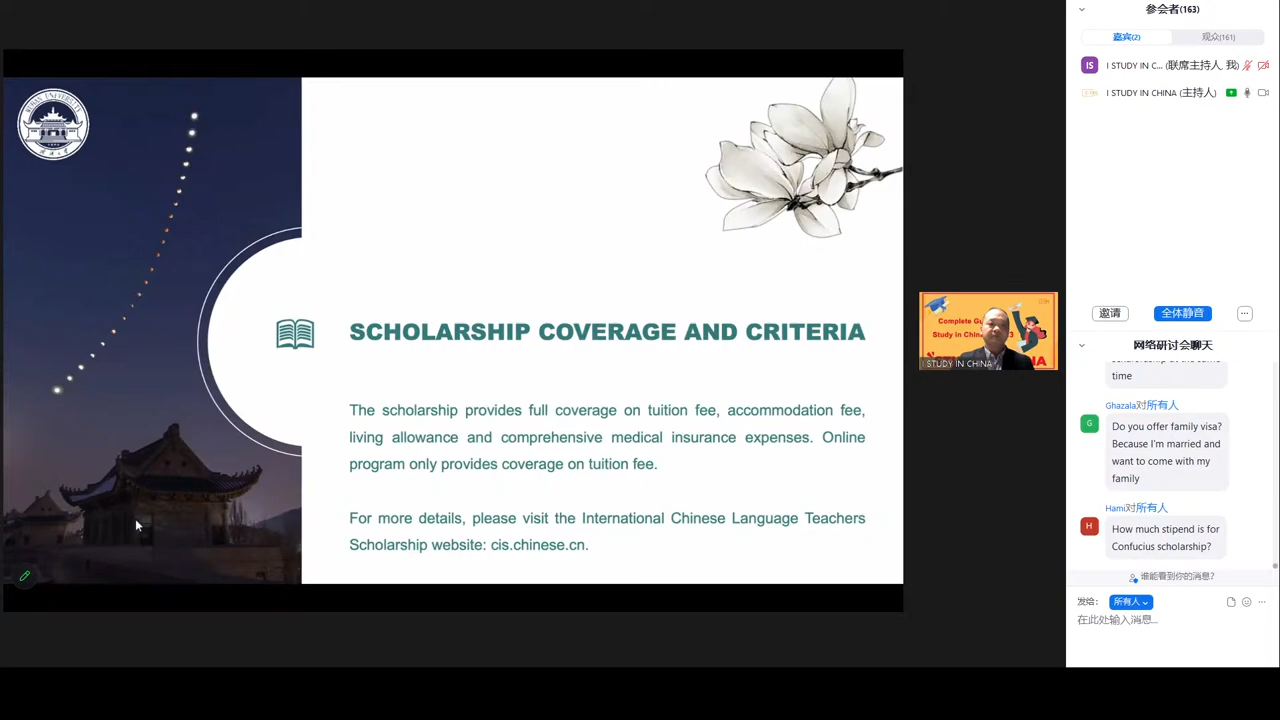 SCHOLARSHIP COVERAGE AND CRITERIA
The scholarship provides full coverage on tuition fee, accommodation fee,
living allowance and comprehensive medical insurance expenses. Online
program only provides coverage on tuition fee.
For more details, please visit the International Chinese Language Teachers
Scholarship website: cis.chinese.cn.
I STUDY IN CHINA
参会者(163)
嘉宾(2)
观众(161)
IS
I STUDY IN C... (联席主持人, 我)
I STUDY IN CHINA (主持人)
邀请
全体静音
网络研讨会聊天
time
Ghazala对所有人
G
Do you offer family visa?
Because I'm married and
want to come with my
family
Hami对所有人
H
How much stipend is for
Confucius scholarship?
谁能看到你的消息?
发给:
所有人
在此处输入消息...